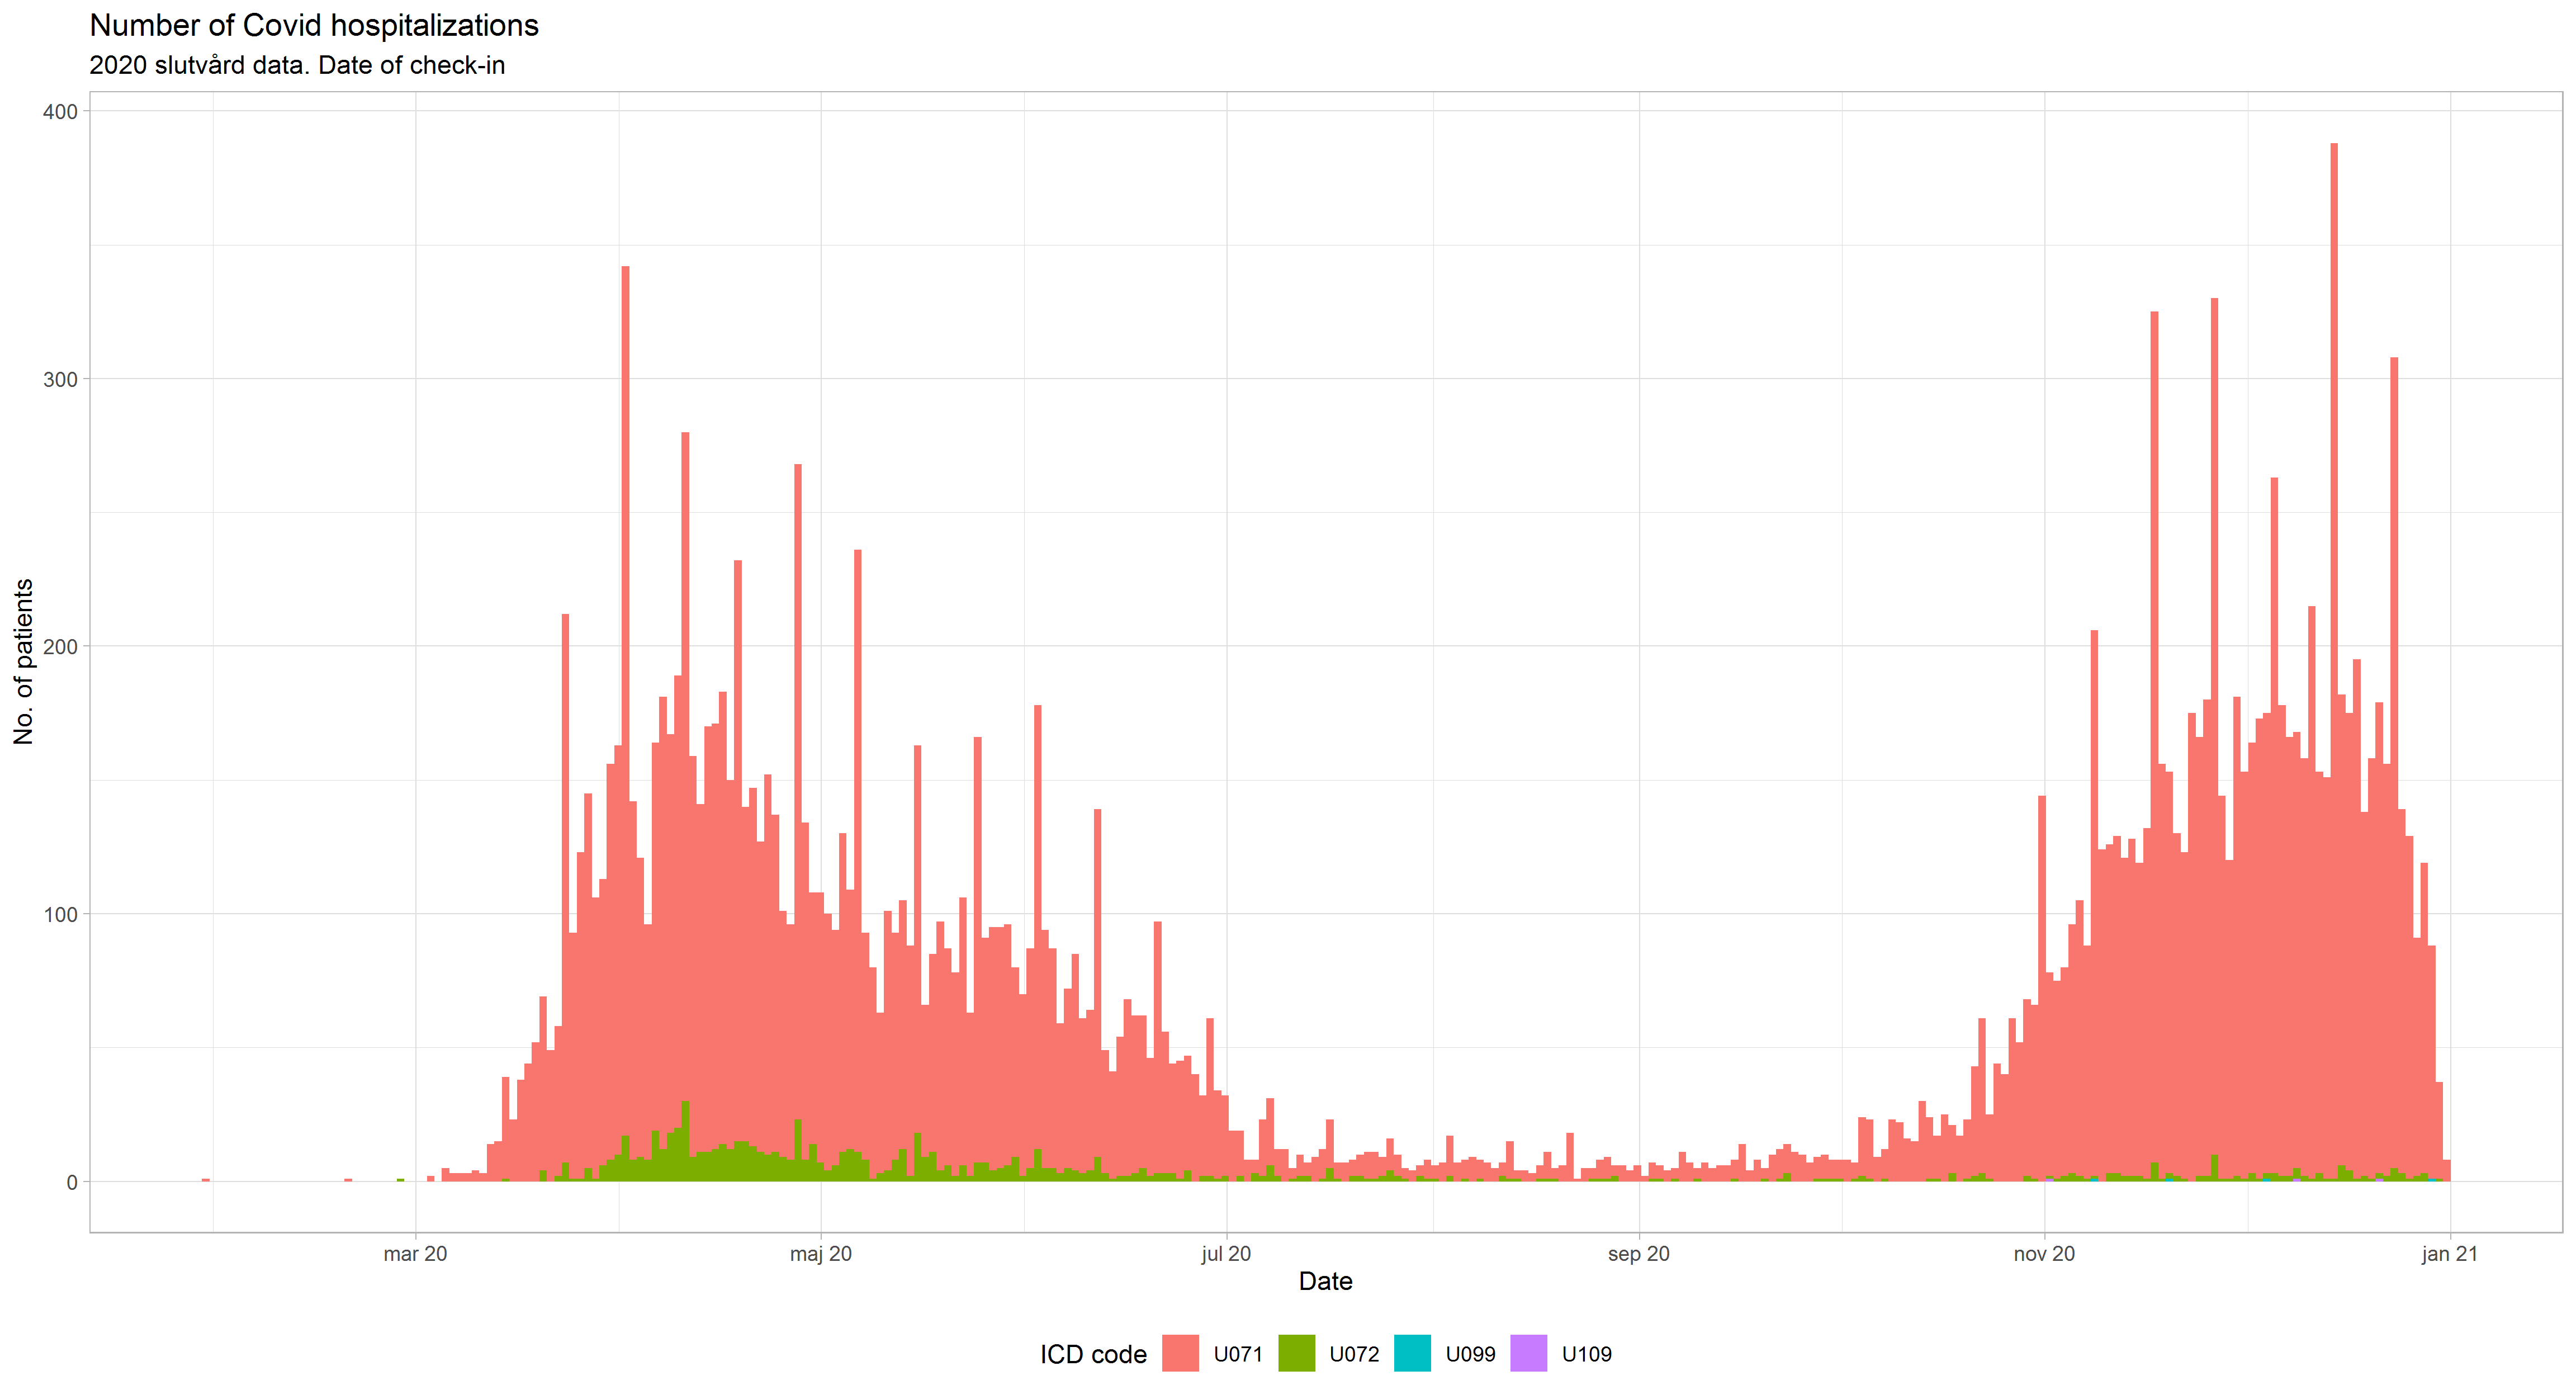 Number of Covid hospitalizations
2020 slutvård data. Date of check-in
400
300
200
100
0
No. of patients
mar 20
maj 20
jul 20
sep 20
nov 20
jan 21
Date
ICD code U071 U072 U099 U109